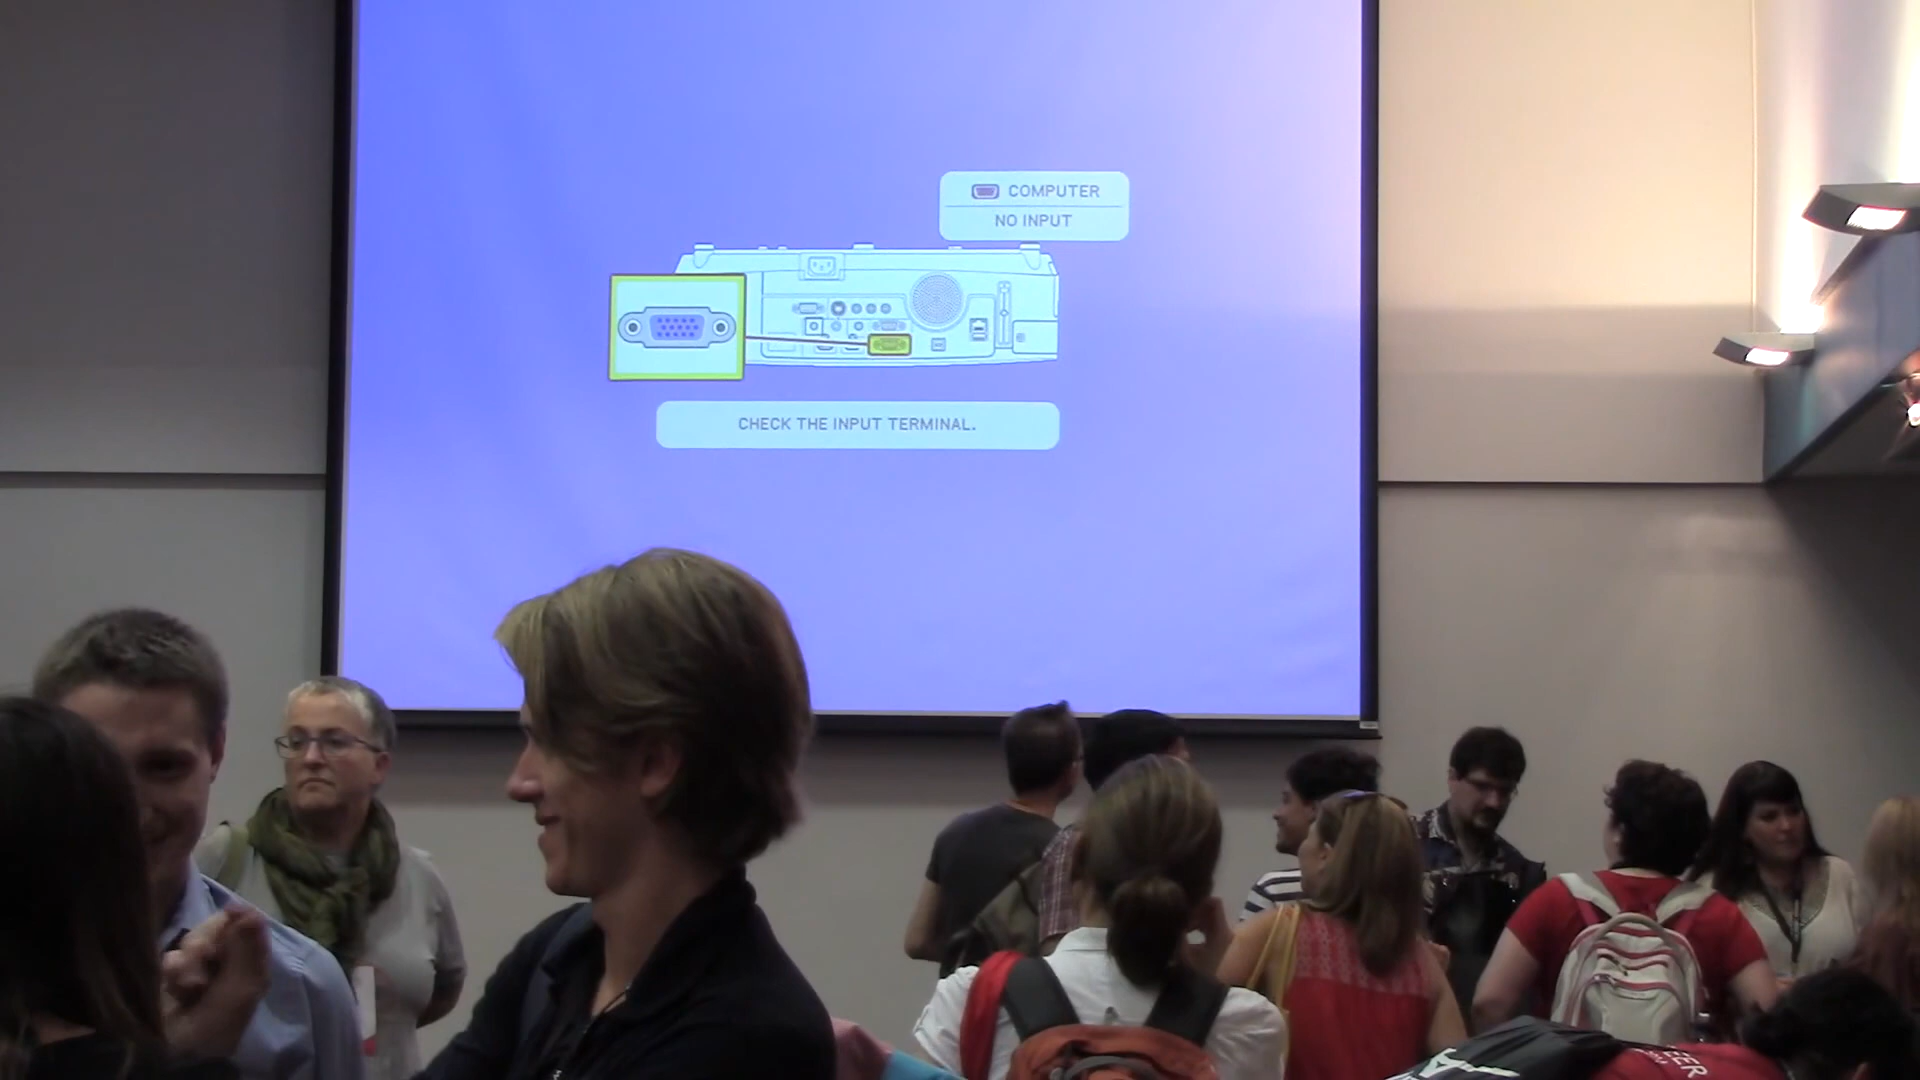 COMPUTER
NO INPUT
CHECK THE INPUT TERMINAL.